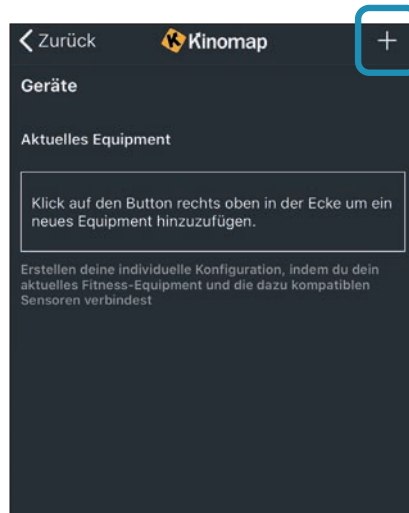 Zurück Kinomap +
Geräte
Aktuelles Equipment
Klick auf den Button rechts oben in der Ecke um ein
neues Equipment hinzuzufügen.
Erstellen deine individuelle Konfiguration, indem du dein
aktuelles Fitness-Equipment und die dazu kompatiblen
Sensoren verbindest